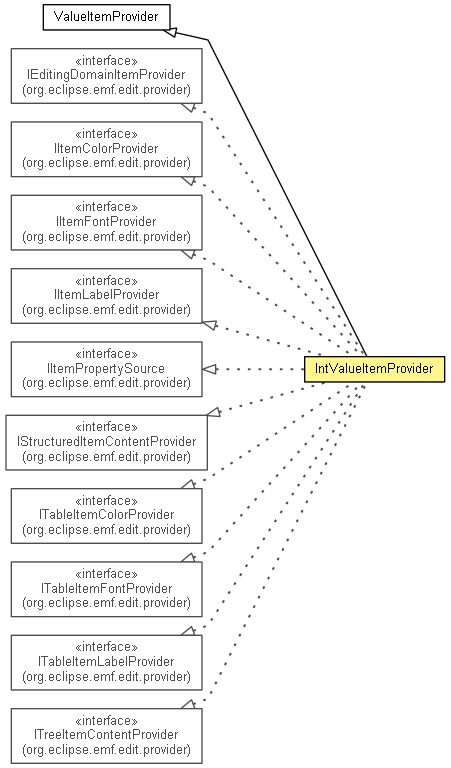 ValueItemProvider
«interface»
IEditingDomainItemProvider
(org.eclipse.emf.edit.provider)
«interface»
IItemColorProvider
(org.eclipse.emf.edit.provider)
«interface»
IItemFontProvider
(org.eclipse.emf.edit.provider)
«interface»
IItemLabelProvider
(org.eclipse.emf.edit.provider)
«interface»
IItemPropertySource
(org.eclipse.emf.edit.provider)
IntValueItemProvider
«interface»
IStructuredItemContentProvider
(org.eclipse.emf.edit.provider)
«interface»
ITableItemColorProvider
(org.eclipse.emf.edit.provider)
«interface»
ITableItemFontProvider
(org.eclipse.emf.edit.provider)
«interface»
ITableItemLabelProvider
(org.eclipse.emf.edit.provider)
«interface»
ITreeItemContentProvider
(org.eclipse.emf.edit.provider)